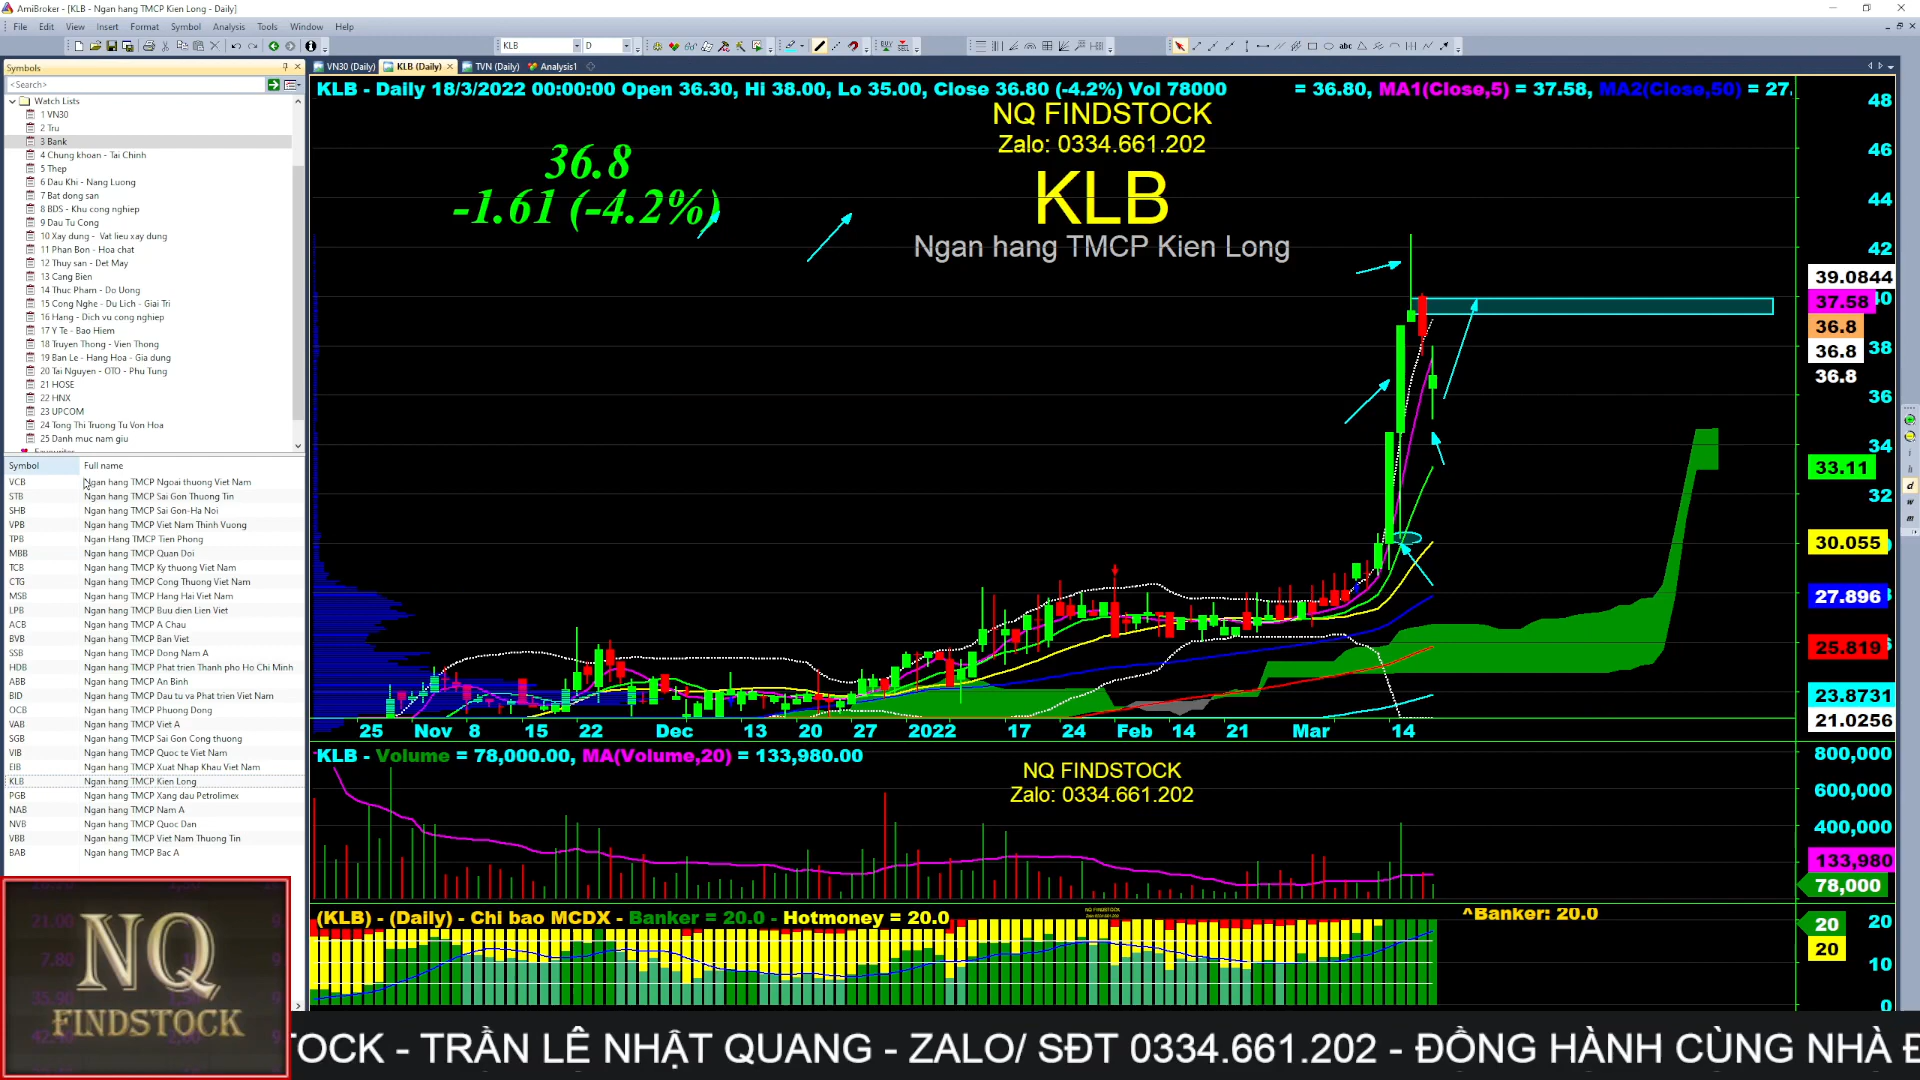 AmiBroker - [KLB - Ngan hang TMCP Kien Long - Daily]
File Edit View Insert Format Symbol Analysis Tools Window Help
KLB D
Symbols
VN30 (Daily) KLB (Daily) TVN (Daily) Analysis1
<Search>
Watch Lists
1 VN30
2 Tru
3 Bank
4 Chung khoan - Tai Chinh
5 Thep
6 Dau Khi - Nang Luong
7 Bat dong san
8 BDS - Khu cong nghiep
9 Dau Tu Cong
10 Xay dung - Vat lieu xay dung
11 Phan Bon - Hoa chat
12 Thuy san - Det May
13 Cang Bien
14 Thuc Pham - Do Uong
15 Cong Nghe - Du Lich - Giai Tri
16 Hang - Dich vu cong nghiep
17 Y Te - Bao Hiem
18 Truyen Thong - Vien Thong
19 Ban Le - Hang Hoa - Gia dung
20 Tai Nguyen - OTO - Phu Tung
21 HOSE
22 HNX
23 UPCOM
24 Tong Thi Truong Tu Von Hoa
25 Danh muc nam giu
Symbol Full name
VCB Ngan hang TMCP Ngoai thuong Viet Nam
STB Ngan hang TMCP Sai Gon Thuong Tin
SHB Ngan hang TMCP Sai Gon-Ha Noi
VPB Ngan hang TMCP Viet Nam Thinh Vuong
TPB Ngan Hang TMCP Tien Phong
MBB Ngan hang TMCP Quan Doi
TCB Ngan hang TMCP Ky thuong Viet Nam
CTG Ngan hang TMCP Cong Thuong Viet Nam
MSB Ngan hang TMCP Hang Hai Viet Nam
LPB Ngan hang TMCP Buu dien Lien Viet
ACB Ngan hang TMCP A Chau
BVB Ngan hang TMCP Ban Viet
SSB Ngan hang TMCP Dong Nam A
HDB Ngan hang TMCP Phat trien Thanh pho Ho Chi Minh
ABB Ngan hang TMCP An Binh
BID Ngan hang TMCP Dau tu va Phat trien Viet Nam
OCB Ngan hang TMCP Phuong Dong
VAB Ngan hang TMCP Viet A
SGB Ngan hang TMCP Sai Gon Cong thuong
VIB Ngan hang TMCP Quoc te Viet Nam
EIB Ngan hang TMCP Xuat Nhap Khau Viet Nam
KLB Ngan hang TMCP Kien Long
PGB Ngan hang TMCP Xang dau Petrolimex
NAB Ngan hang TMCP Nam A
NVB Ngan hang TMCP Quoc Dan
VBB Ngan hang TMCP Viet Nam Thuong Tin
BAB Ngan hang TMCP Bac A
KLB - Daily 18/3/2022 00:00:00 Open 36.30, Hi 38.00, Lo 35.00, Close 36.80 (-4.2%) Vol 78000 = 36.80, MA1(Close,5) = 37.58, MA2(Close,50) = 27.
NQ FINDSTOCK
Zalo: 0334.661.202
36.8
-1.61 (-4.2%)
KLB
Ngan hang TMCP Kien Long
48
46
44
42
39.0844
37.58
36.8
36.8
38
36.8
36
34
33.11
32
30.055
27.896
25.819
23.8731
21.0256
25 Nov 8 15 22 Dec 13 20 27 2022 17 24 Feb 14 21 Mar 14
KLB - Volume = 78,000.00, MA(Volume,20) = 133,980.00
NQ FINDSTOCK
Zalo: 0334.661.202
800,000
600,000
400,000
133,980
78,000
(KLB) - (Daily) - Chi bao MCDX - Banker = 20.0 - Hotmoney = 20.0
^Banker: 20.0
20 20
20
10
0
NQ
FINDSTOCK
TOCK - TRẦN LÊ NHẬT QUANG - ZALO/ SĐT 0334.661.202 - ĐỒNG HÀNH CÙNG NHÀ Đ